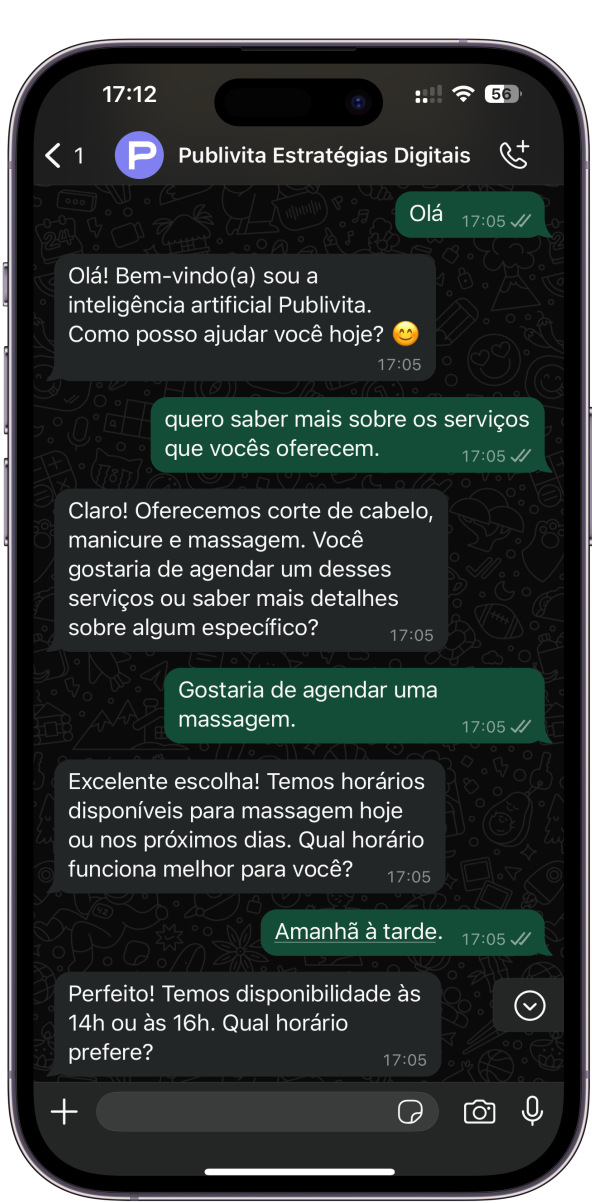 17:12
56
1
P
Publivita Estratégias Digitais
Olá
17:05
Olá! Bem-vindo(a) sou a
inteligência artificial Publivita.
Como posso ajudar você hoje? 😊
17:05
quero saber mais sobre os serviços
que vocês oferecem.
17:05
Claro! Oferecemos corte de cabelo,
manicure e massagem. Você
gostaria de agendar um desses
serviços ou saber mais detalhes
sobre algum específico?
17:05
Gostaria de agendar uma
massagem.
17:05
Excelente escolha! Temos horários
disponíveis para massagem hoje
ou nos próximos dias. Qual horário
funciona melhor para você?
17:05
Amanhã à tarde.
17:05
Perfeito! Temos disponibilidade às
14h ou às 16h. Qual horário
prefere?
17:05